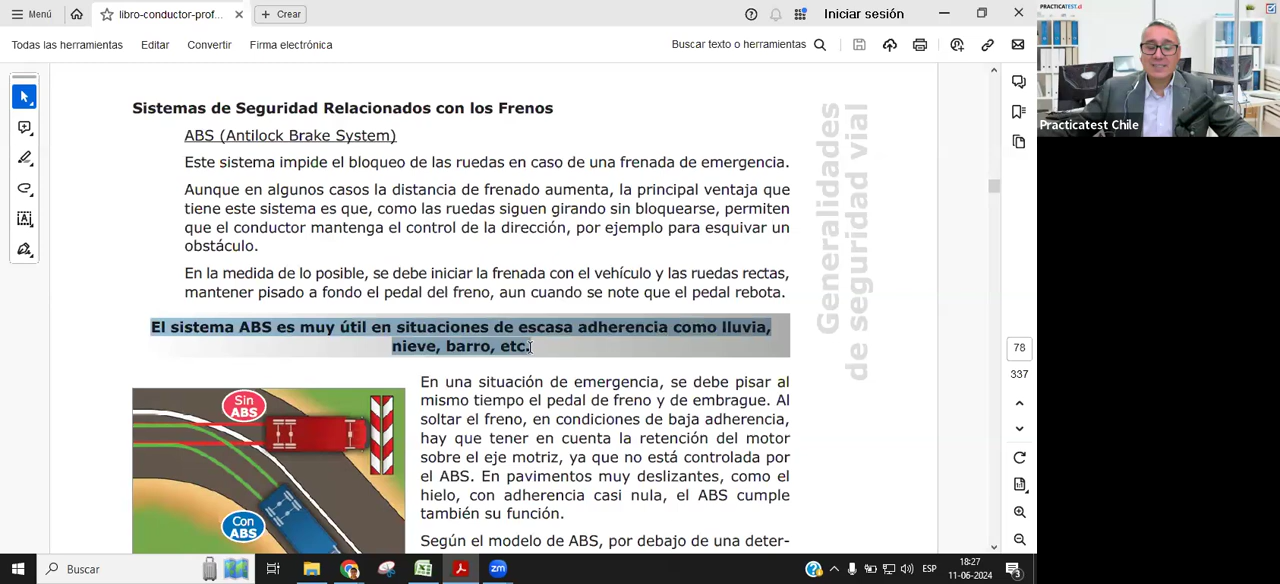 Menú
libro-conductor-prof...
Crear
Iniciar sesión
Todas las herramientas
Editar
Convertir
Firma electrónica
Buscar texto o herramientas
PRACTICATEST.cl
Practicatest Chile
Sistemas de Seguridad Relacionados con los Frenos
ABS (Antilock Brake System)
Este sistema impide el bloqueo de las ruedas en caso de una frenada de emergencia.
Aunque en algunos casos la distancia de frenado aumenta, la principal ventaja que
tiene este sistema es que, como las ruedas siguen girando sin bloquearse, permiten
que el conductor mantenga el control de la dirección, por ejemplo para esquivar un
obstáculo.
En la medida de lo posible, se debe iniciar la frenada con el vehículo y las ruedas rectas,
mantener pisado a fondo el pedal del freno, aun cuando se note que el pedal rebota.
El sistema ABS es muy útil en situaciones de escasa adherencia como lluvia,
nieve, barro, etc.
Generalidades
de seguridad vial
78
337
Sin
ABS
Con
ABS
En una situación de emergencia, se debe pisar al
mismo tiempo el pedal de freno y de embrague. Al
soltar el freno, en condiciones de baja adherencia,
hay que tener en cuenta la retención del motor
sobre el eje motriz, ya que no está controlada por
el ABS. En pavimentos muy deslizantes, como el
hielo, con adherencia casi nula, el ABS cumple
también su función.
Según el modelo de ABS, por debajo de una deter-
Buscar
ESP
18:27
11-06-2024
3